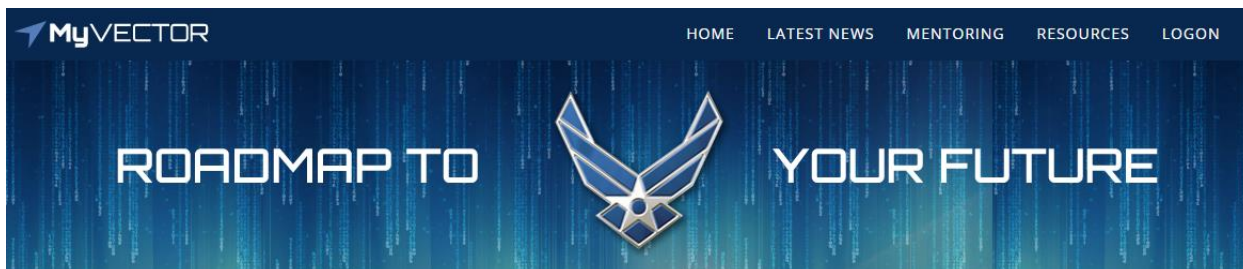 MyVECTOR
HOME LATEST NEWS MENTORING RESOURCES LOGON
ROADMAP TO YOUR FUTURE